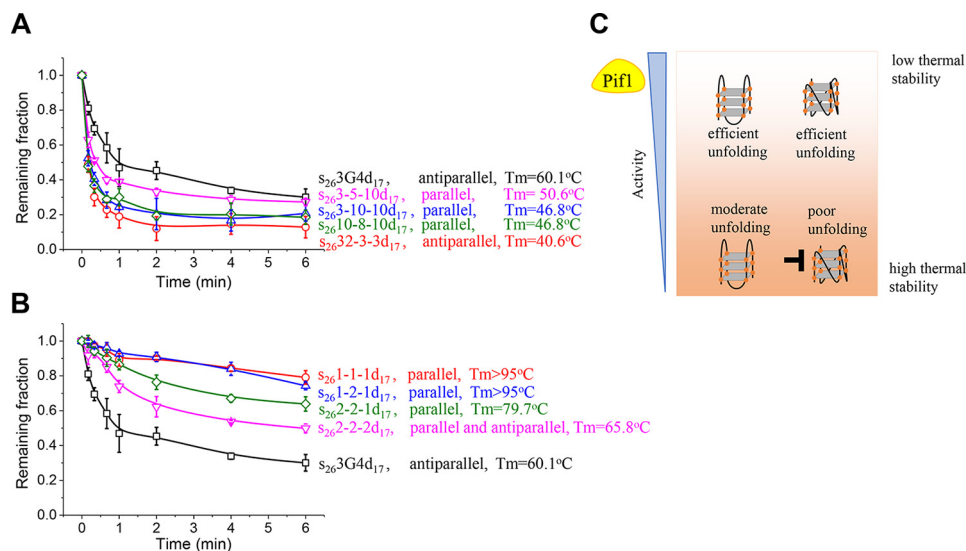 A
Remaining fraction
1.0
0.8
0.6
0.4
0.2
0.0
0
1
2
4
6
Time (min)
s₂₆3G4d₁₇, antiparallel, Tm=60.1°C
s₂₆3-5-10d₁₇, parallel, Tm= 50.6°C
s₂₆3-10-10d₁₇, parallel, Tm=46.8°C
s₂₆10-8-10d₁₇, parallel, Tm=46.8°C
s₂₆32-3-3d₁₇, antiparallel, Tm=40.6°C
B
Remaining fraction
1.0
0.8
0.6
0.4
0.2
0.0
0
1
2
4
6
Time (min)
s₂₆1-1-1d₁₇, parallel, Tm>95°C
s₂₆1-2-1d₁₇, parallel, Tm>95°C
s₂₆2-2-1d₁₇, parallel, Tm=79.7°C
s₂₆2-2-2d₁₇, parallel and antiparallel, Tm=65.8°C
s₂₆3G4d₁₇, antiparallel, Tm=60.1°C
C
Pif1
Activity
low thermal
stability
efficient
unfolding
efficient
unfolding
moderate
unfolding
poor
unfolding
high thermal
stability